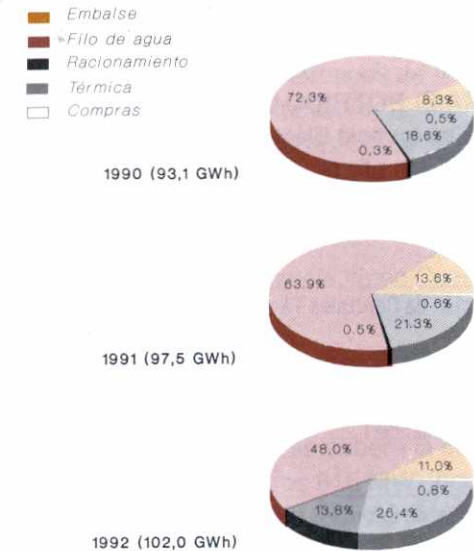 Embalse
Filo de agua
Racionamiento
Térmica
Compras
72,3%
8,3%
0,5%
18,6%
0,3%
1990 (93,1 GWh)
63.9%
13.6%
0.6%
0.5%
21.3%
1991 (97,5 GWh)
48.0%
11,0%
0,8%
13,8%
26,4%
1992 (102,0 GWh)